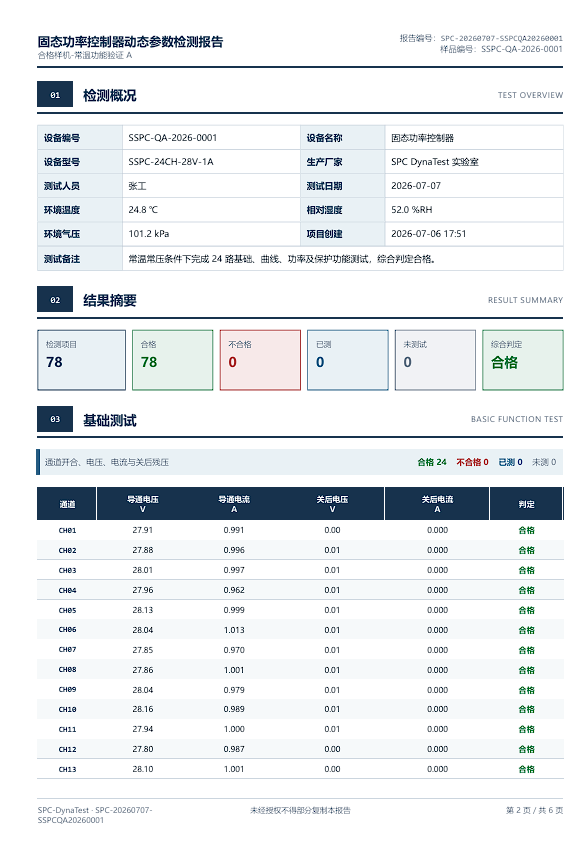 固态功率控制器动态参数检测报告
合格样机-常温功能验证 A
报告编号: SPC-20260707-SSPCQA20260001
样品编号: SSPC-QA-2026-0001
01 检测概况 TEST OVERVIEW
设备编号 SSPC-QA-2026-0001 设备名称 固态功率控制器
设备型号 SSPC-24CH-28V-1A 生产厂家 SPC DynaTest 实验室
测试人员 张工 测试日期 2026-07-07
环境温度 24.8 ℃ 相对湿度 52.0 %RH
环境气压 101.2 kPa 项目创建 2026-07-06 17:51
测试备注 常温常压条件下完成 24 路基础、曲线、功率及保护功能测试，综合判定合格。
02 结果摘要 RESULT SUMMARY
检测项目 合格 不合格 已测 未测试 综合判定
78 78 0 0 0 合格
03 基础测试 BASIC FUNCTION TEST
通道开合、电压、电流与关后残压 合格 24 不合格 0 已测 0 未测 0
通道 导通电压 V 导通电流 A 关后电压 V 关后电流 A 判定
CH01 27.91 0.991 0.00 0.000 合格
CH02 27.88 0.996 0.01 0.000 合格
CH03 28.01 0.997 0.01 0.000 合格
CH04 27.96 0.962 0.01 0.000 合格
CH05 28.13 0.999 0.01 0.000 合格
CH06 28.04 1.013 0.01 0.000 合格
CH07 27.85 0.970 0.01 0.000 合格
CH08 27.86 1.001 0.01 0.000 合格
CH09 28.04 0.979 0.01 0.000 合格
CH10 28.16 0.989 0.01 0.000 合格
CH11 27.94 1.000 0.01 0.000 合格
CH12 27.80 0.987 0.00 0.000 合格
CH13 28.10 1.001 0.00 0.000 合格
SPC-DynaTest · SPC-20260707-
SSPCQA20260001
未经授权不得部分复制本报告
第 2 页 / 共 6 页